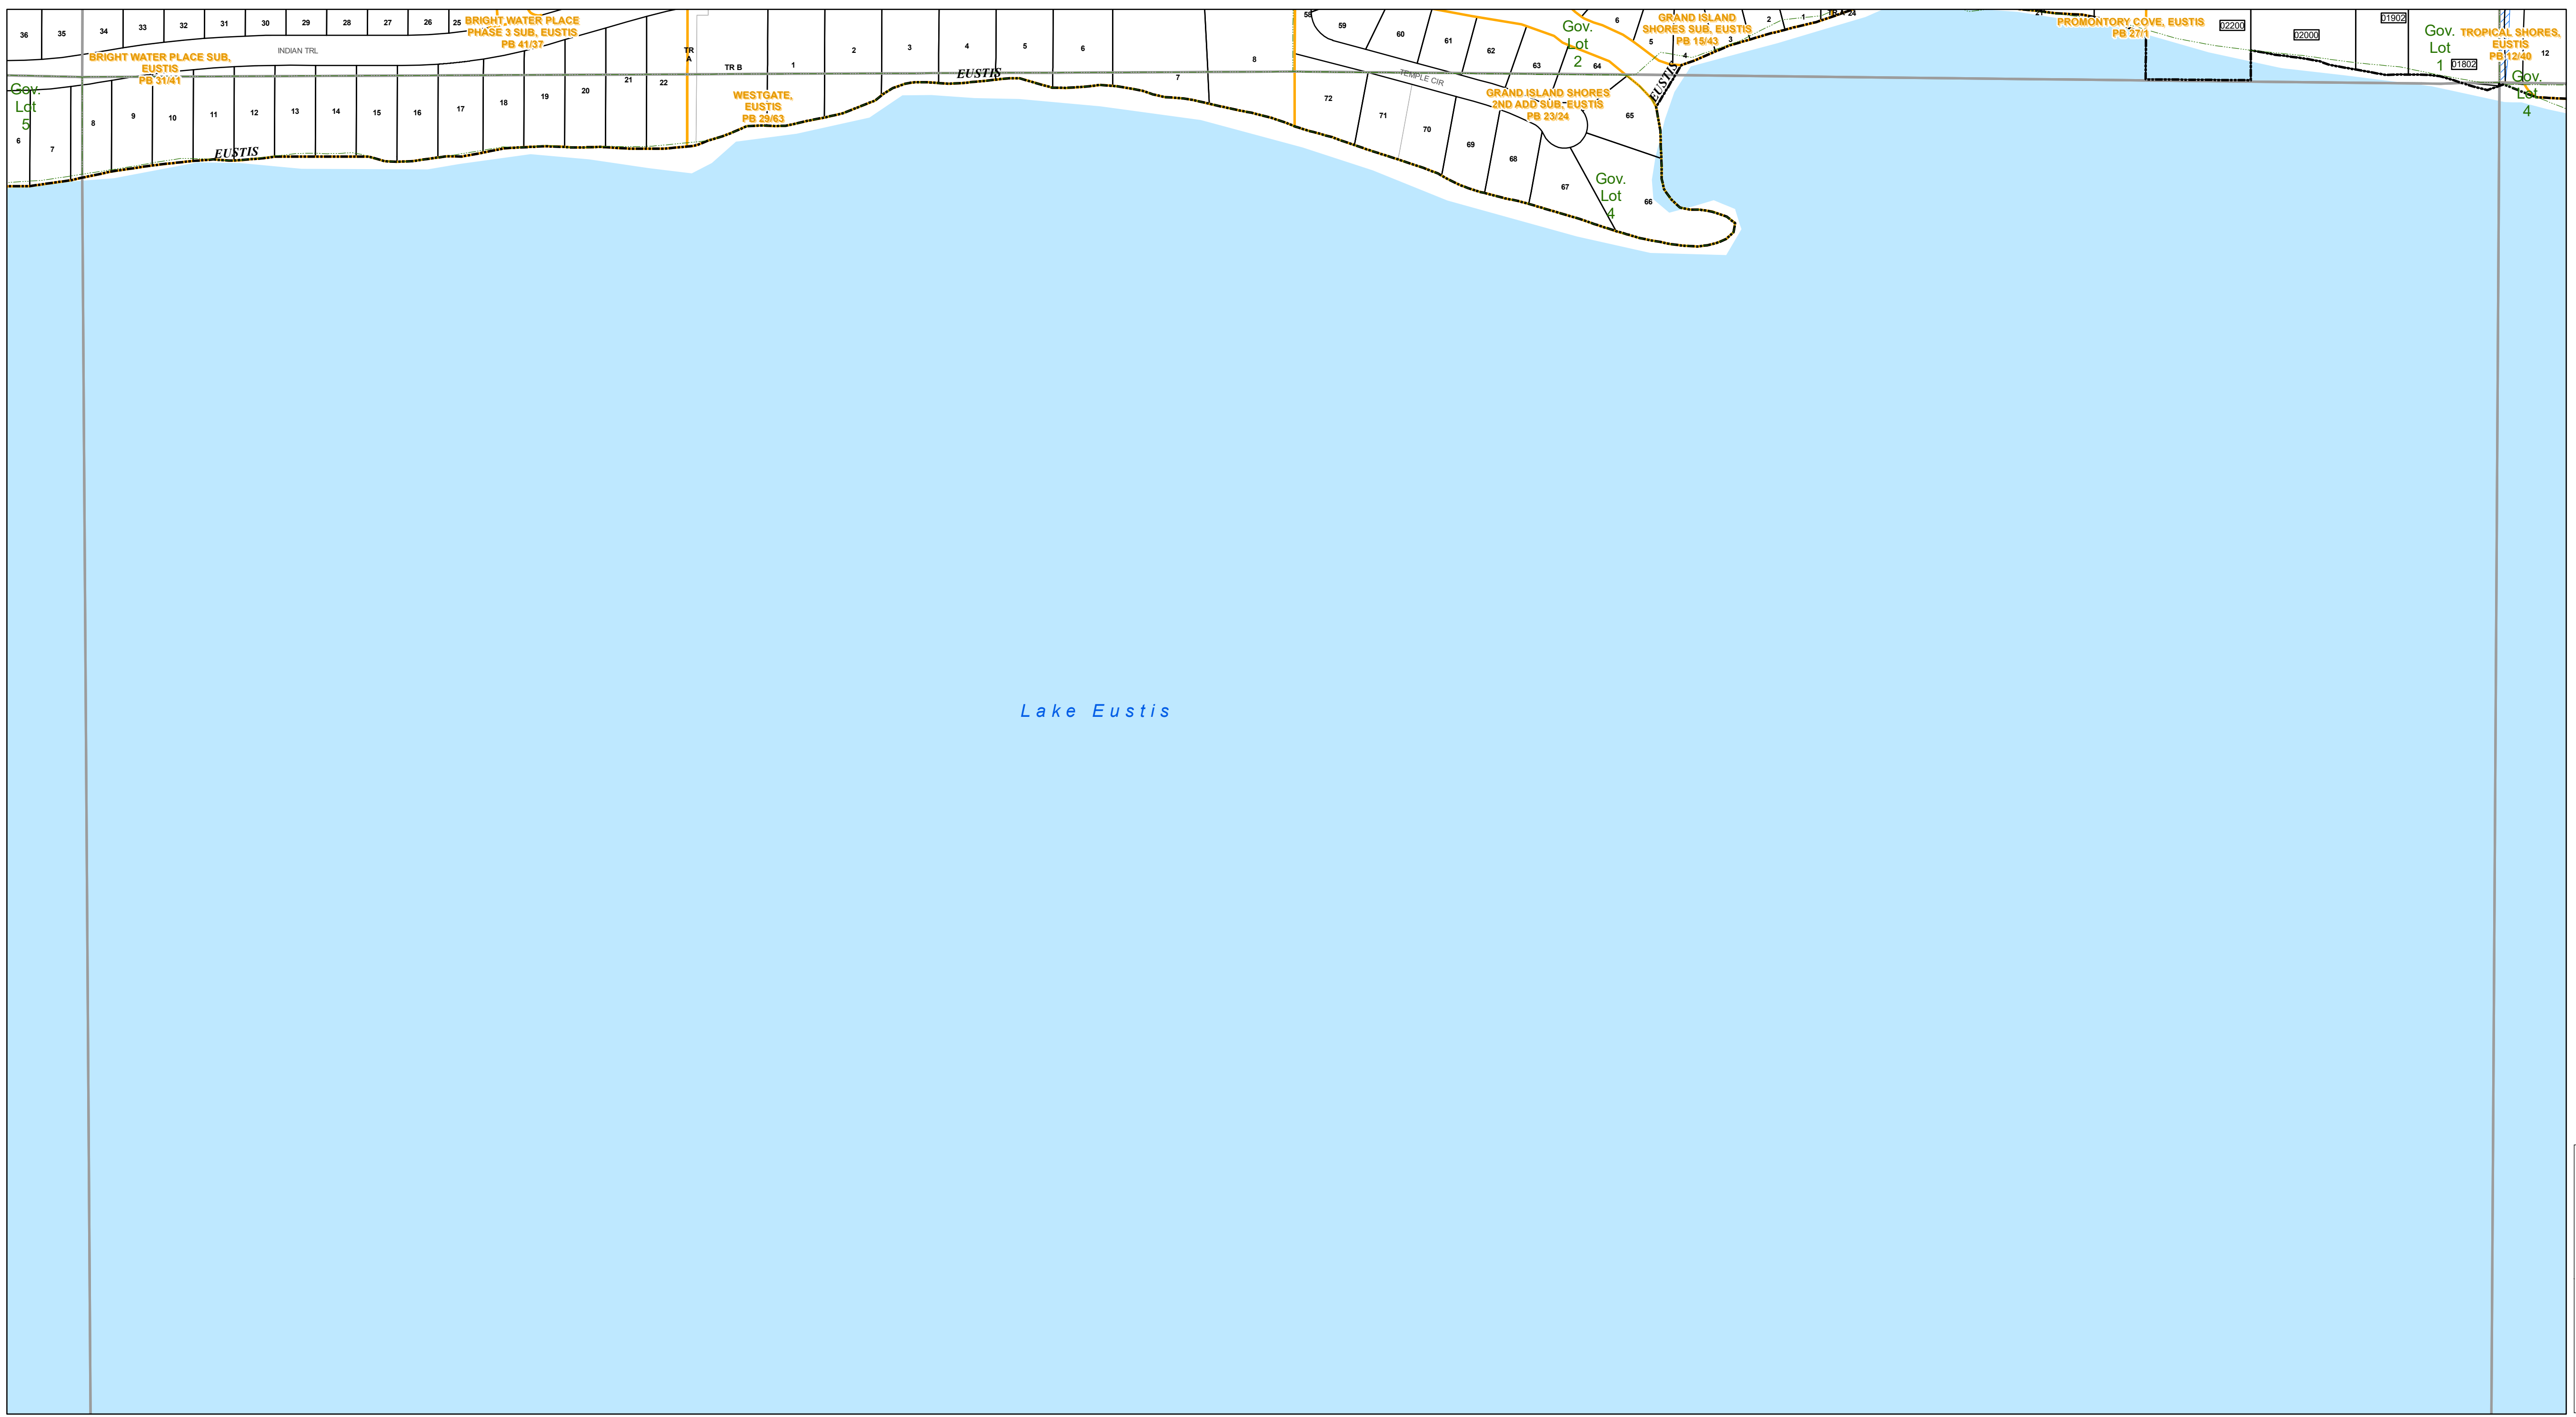 36
35
34
33
32
31
30
29
28
27
26
25
BRIGHT WATER PLACE
PHASE 3 SUB, EUSTIS
PB 41/37
INDIAN TRL
BRIGHT WATER PLACE SUB,
EUSTIS
PB 31/41
Gov.
Lot
5
6
7
8
9
10
11
12
13
14
15
16
17
18
19
20
21
22
EUSTIS
TR
A
TR B
WESTGATE,
EUSTIS
PB 29/63
1
2
3
4
5
6
7
8
EUSTIS
58
59
60
61
62
63
64
65
66
67
68
69
70
71
72
TEMPLE CIR
GRAND ISLAND SHORES
2ND ADD SUB, EUSTIS
PB 23/24
Gov.
Lot
2
Gov.
Lot
4
6
5
4
3
2
1
TR A
24
GRAND ISLAND
SHORES SUB, EUSTIS
PB 15/43
EUSTIS
21
PROMONTORY COVE, EUSTIS
PB 27/1
02200
02000
01902
01802
Gov.
Lot
1
TROPICAL SHORES,
EUSTIS
PB 12/40
12
Gov.
Lot
4
Lake Eustis